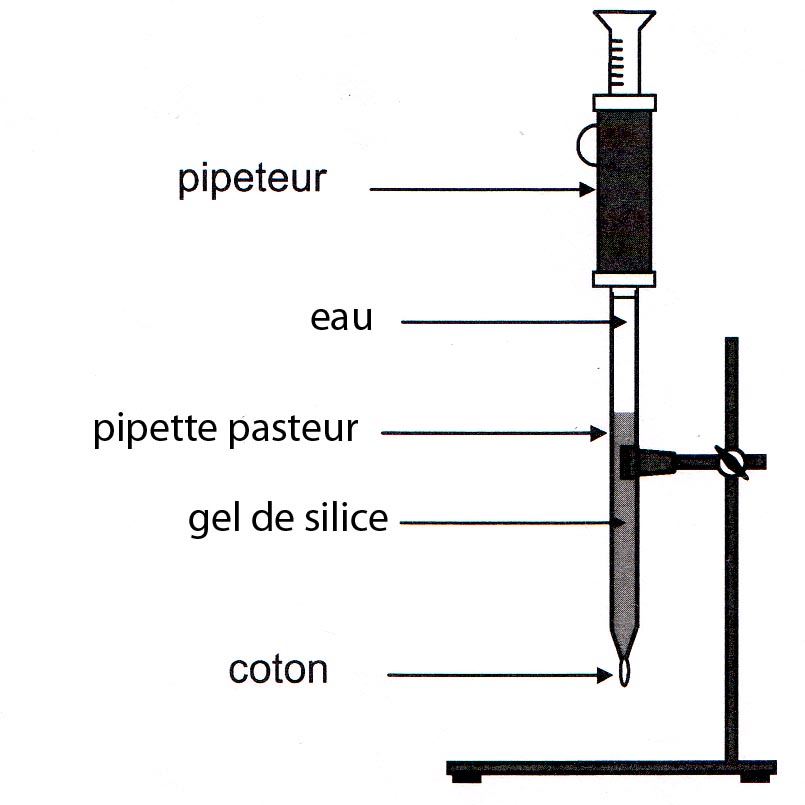 pipeteur
eau
pipette pasteur
gel de silice
coton